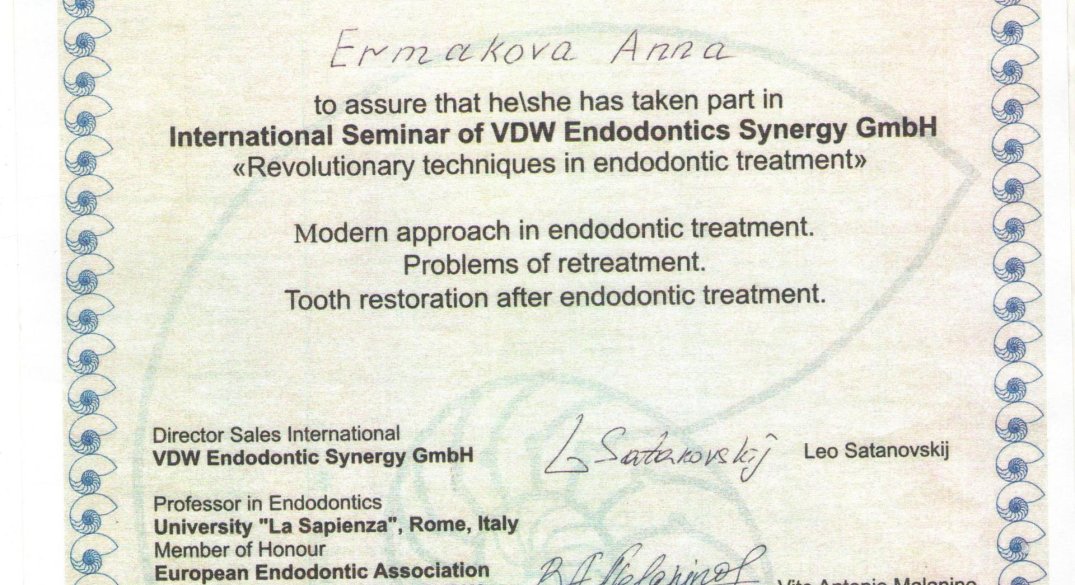 Ermakova Anna
to assure that he\she has taken part in
International Seminar of VDW Endodontics Synergy GmbH
«Revolutionary techniques in endodontic treatment»
Modern approach in endodontic treatment.
Problems of retreatment.
Tooth restoration after endodontic treatment.
Director Sales International
VDW Endodontic Synergy GmbH
L Satanovskij Leo Satanovskij
Professor in Endodontics
University "La Sapienza", Rome, Italy
Member of Honour
European Endodontic Association
Vito Antonio Malagino